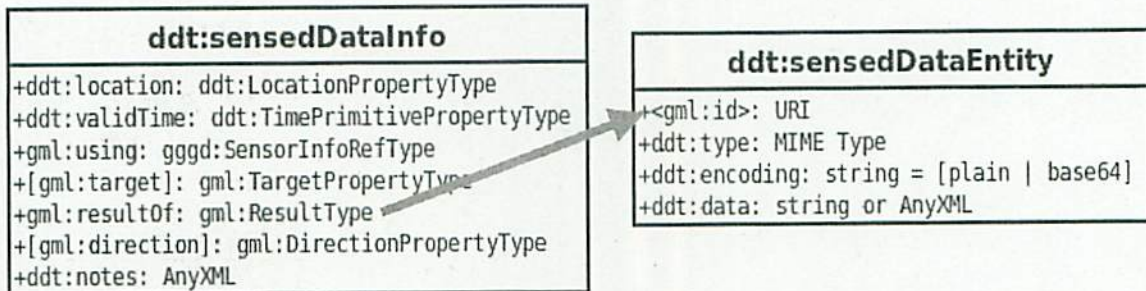 ddt:sensedDataInfo
+ddt:location: ddt:LocationPropertyType
+ddt:validTime: ddt:TimePrimitivePropertyType
+gml:using: gggd:SensorInfoRefType
+[gml:target]: gml:TargetPropertyType
+gml:resultOf: gml:ResultType
+[gml:direction]: gml:DirectionPropertyType
+ddt:notes: AnyXML
ddt:sensedDataEntity
+<gml:id>: URI
+ddt:type: MIME Type
+ddt:encoding: string = [plain | base64]
+ddt:data: string or AnyXML